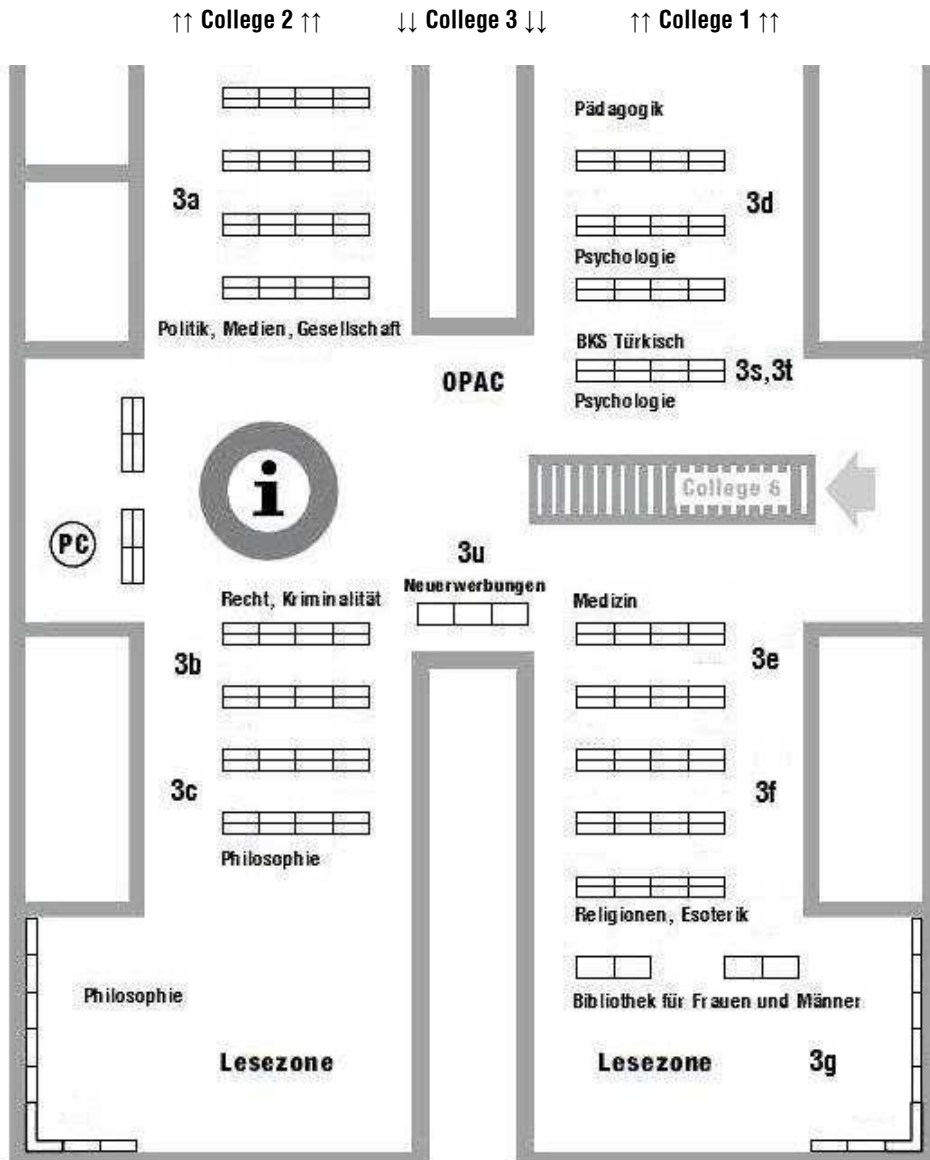 ↑↑ College 2 ↑↑
↓↓ College 3 ↓↓
↑↑ College 1 ↑↑
Pädagogik
3a
3d
Psychologie
Politik, Medien, Gesellschaft
BKS Türkisch
OPAC
3s,3t
Psychologie
i
College 6
PC
3u
Neuerwerbungen
Recht, Kriminalität
Medizin
3b
3e
3c
3f
Philosophie
Religionen, Esoterik
Philosophie
Bibliothek für Frauen und Männer
Lesezone
Lesezone
3g